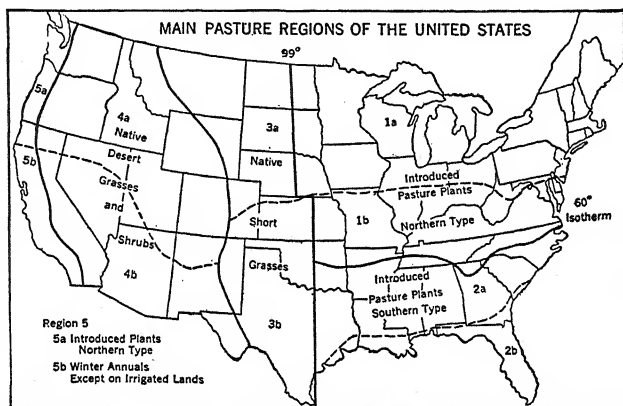 MAIN PASTURE REGIONS OF THE UNITED STATES
99°
5a
4a
Native
3a
1a
Desert
Native
Introduced
5b
Grasses
Pasture Plants
60°
Isotherm
and
Short
1b
Northern Type
Shrubs
Grasses
Introduced
4b
Pasture Plants
2a
Southern Type
3b
Region 5
5a Introduced Plants
Northern Type
2b
5b Winter Annuals
Except on Irrigated Lands